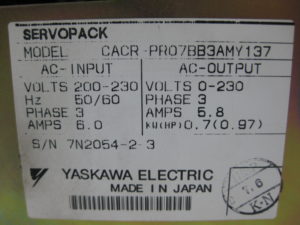 SERVOPACK
MODEL CACR-PR07BB3AMY137
AC-INPUT AC-OUTPUT
VOLTS 200-230 VOLTS 0-230
Hz 50/60 PHASE 3
PHASE 3 AMPS 5.8
AMPS 6.0 KW(HP) 0.7(0.97)
S/N 7N2054-2-3
YASKAWA ELECTRIC
MADE IN JAPAN
K-N